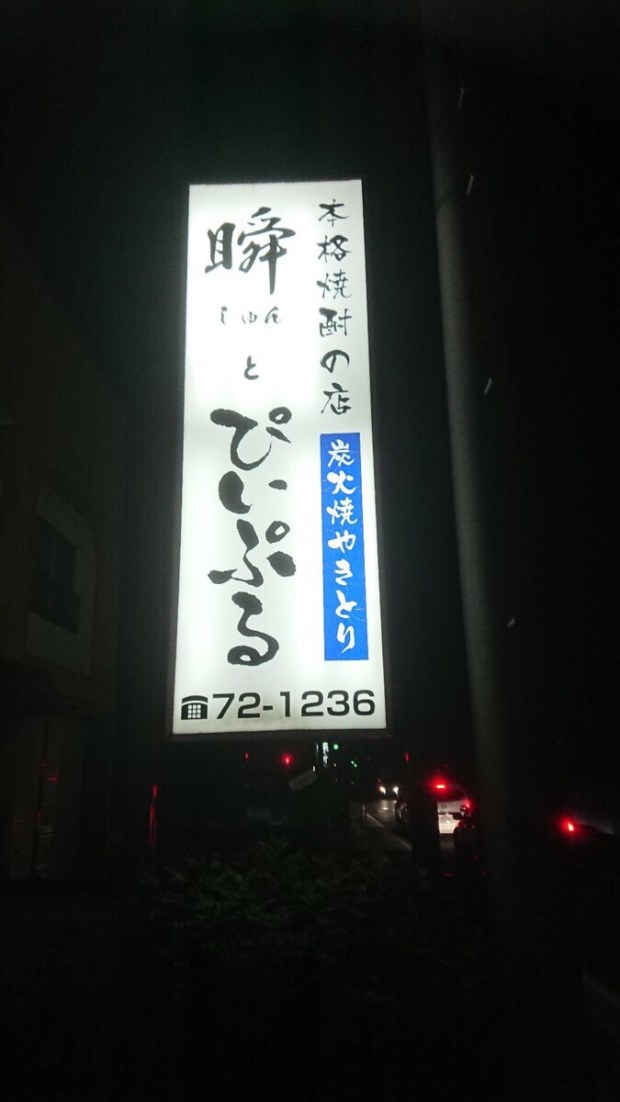 本格焼酎の店
炭火焼やきとり
瞬
しゅん
と
ぴいぷる
☎72-1236